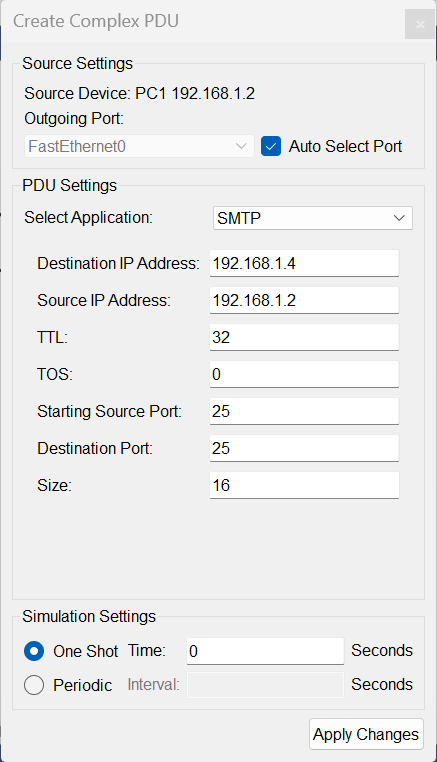 Create Complex PDU
Source Settings
Source Device: PC1 192.168.1.2
Outgoing Port:
FastEthernet0 Auto Select Port
PDU Settings
Select Application: SMTP
Destination IP Address: 192.168.1.4
Source IP Address: 192.168.1.2
TTL: 32
TOS: 0
Starting Source Port: 25
Destination Port: 25
Size: 16
Simulation Settings
One Shot Time: 0 Seconds
Periodic Interval: Seconds
Apply Changes